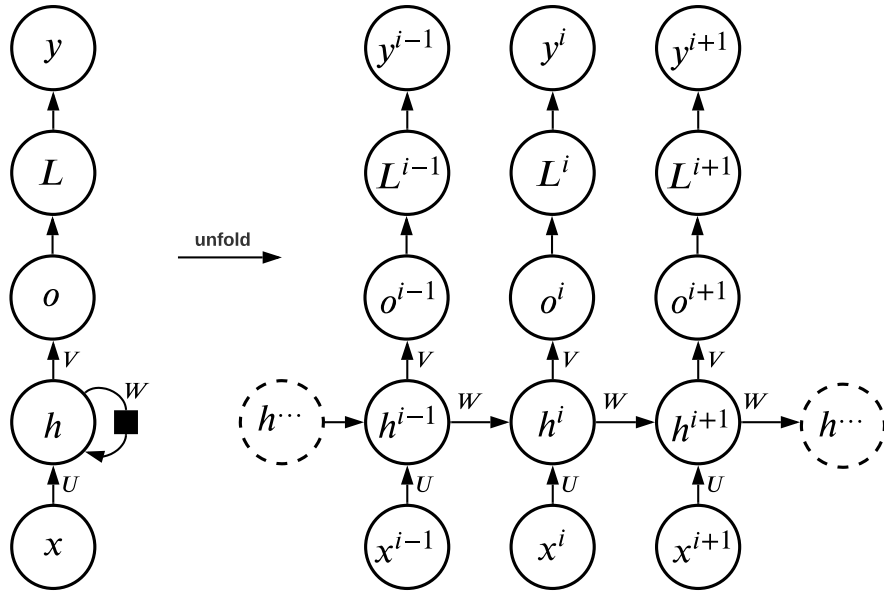 y y^{i−1} y^{i} y^{i+1}
L L^{i−1} L^{i} L^{i+1}
unfold
o o^{i−1} o^{i} o^{i+1}
V V V V
W W W W
h h^{...} h^{i−1} h^{i} h^{i+1} h^{...}
U U U U
x x^{i−1} x^{i} x^{i+1}